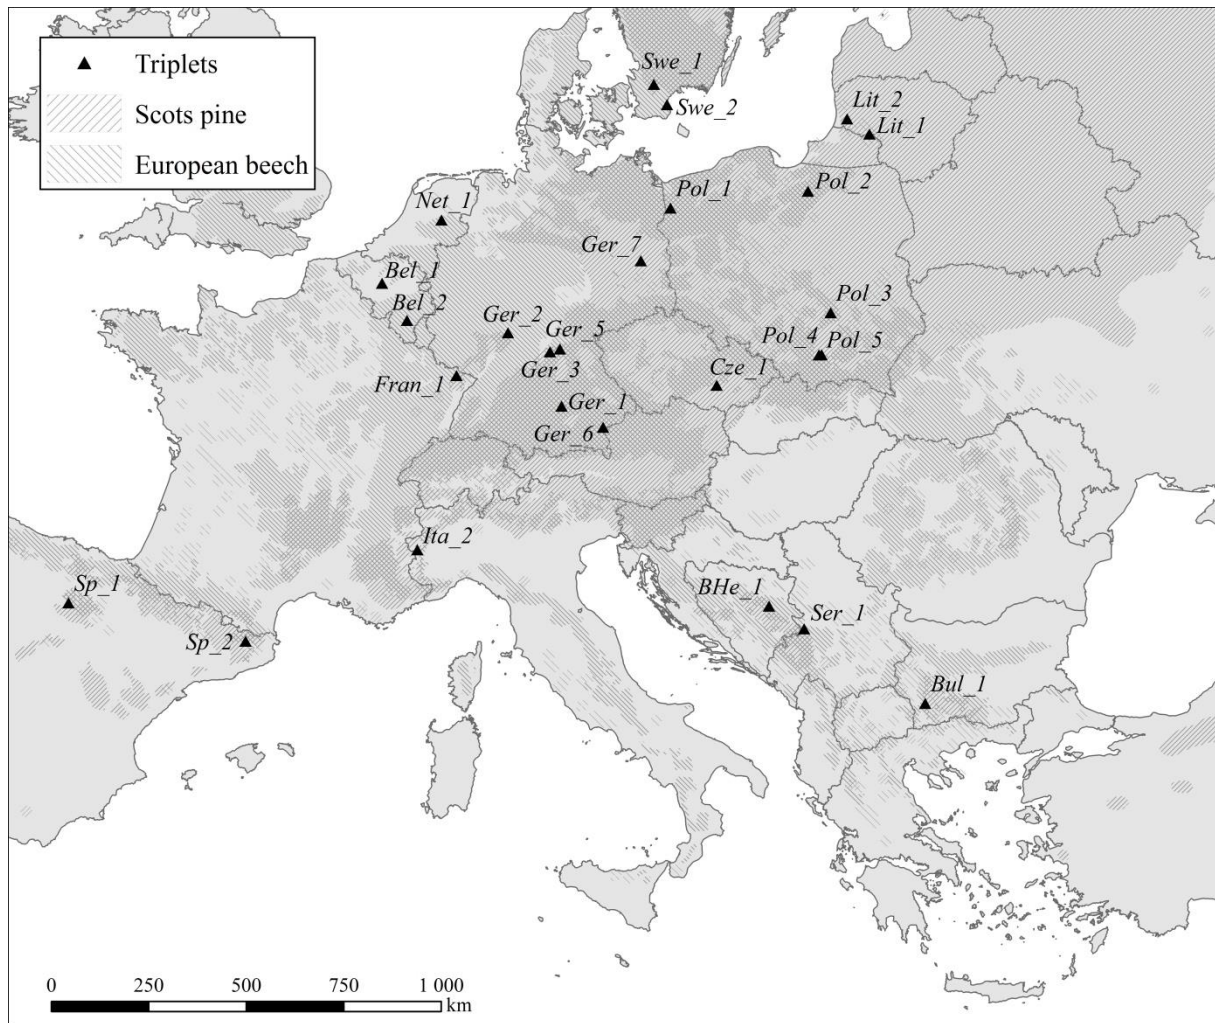 Triplets
Scots pine
European beech
Swe_1
Swe_2
Lit_2
Lit_1
Pol_1
Pol_2
Net_1
Ger_7
Bel_1
Bel_2
Pol_3
Ger_2
Ger_5
Pol_4
Pol_5
Ger_3
Cze_1
Fran_1
Ger_1
Ger_6
Ita_2
Sp_1
BHe_1
Ser_1
Sp_2
Bul_1
0 250 500 750 1 000
km